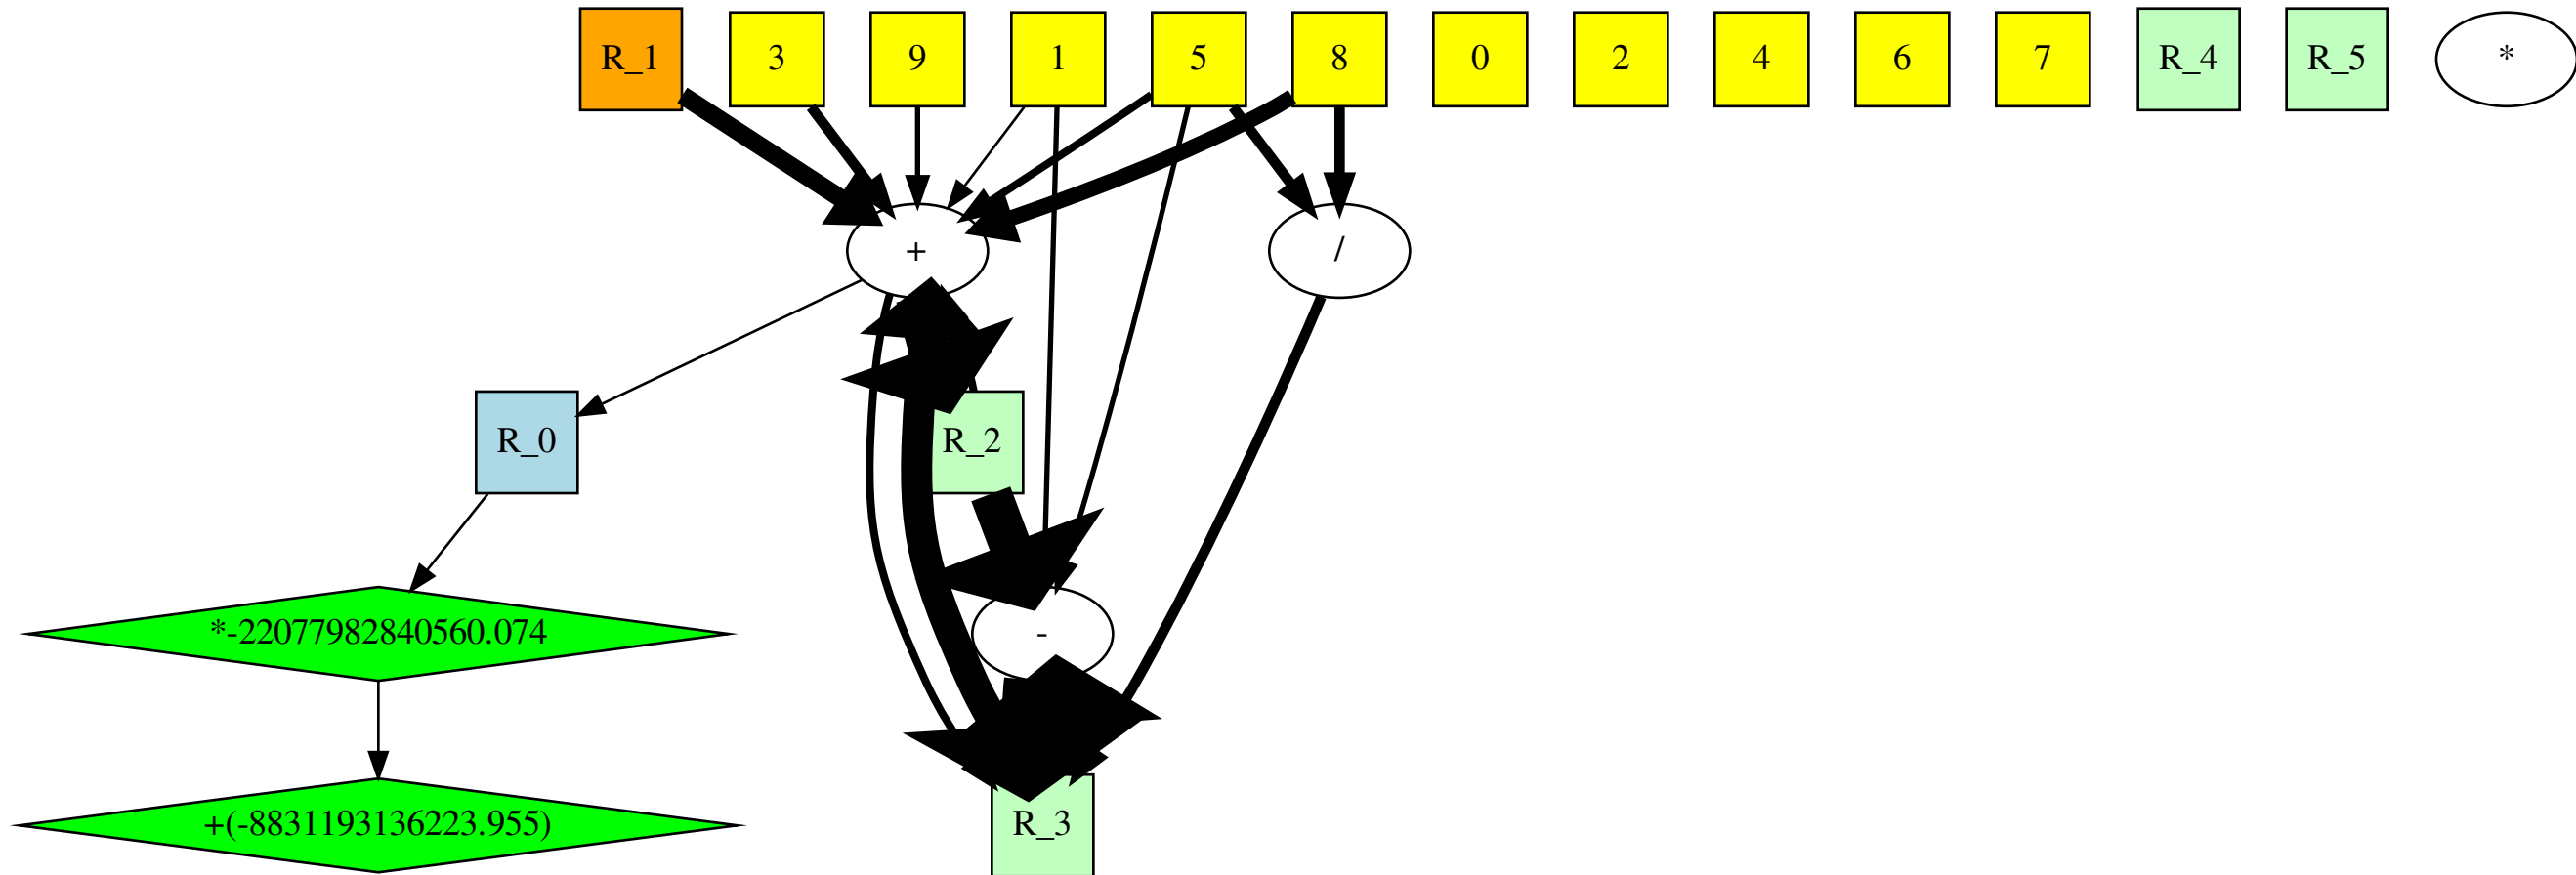 R_1 3 9 1 5 8 0 2 4 6 7 R_4 R_5 *
+ /
R_0 R_2
*-22077982840560.074 -
+(-8831193136223.955) R_3